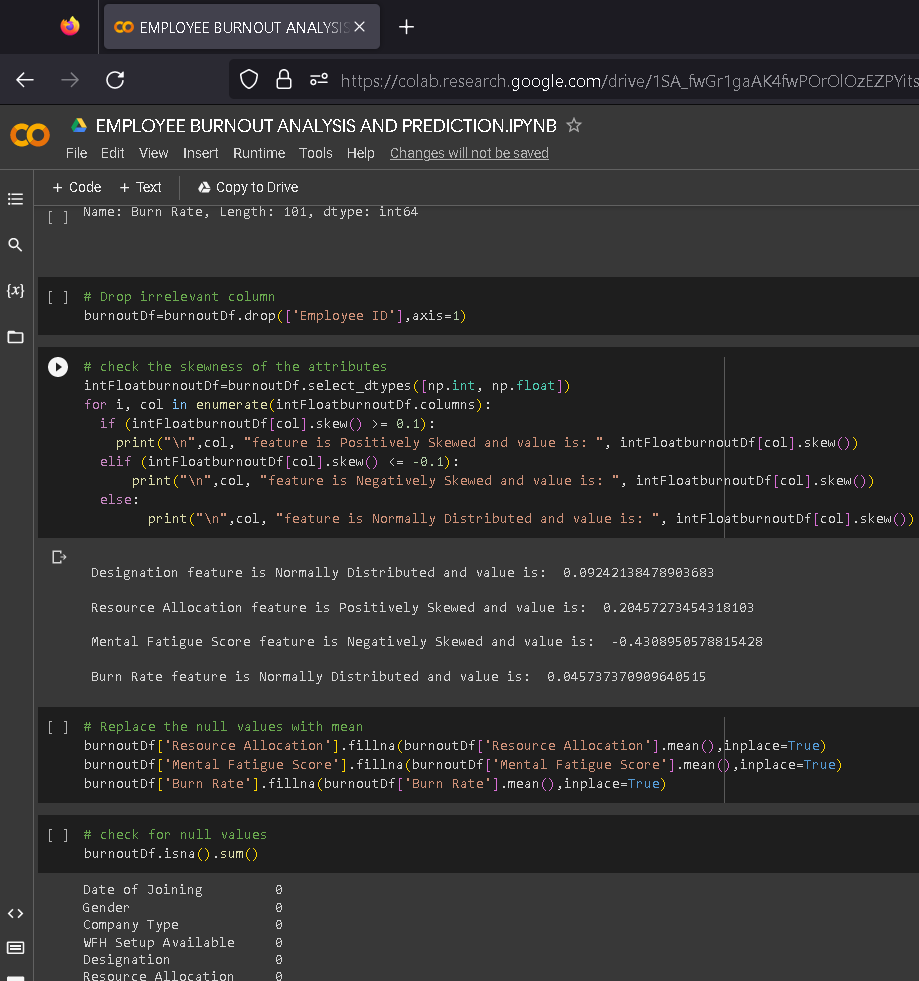 EMPLOYEE BURNOUT ANALYSIS
https://colab.research.google.com/drive/1SA_fwGr1gaAK4fwPOrOlOzEZPYits
EMPLOYEE BURNOUT ANALYSIS AND PREDICTION.IPYNB
File Edit View Insert Runtime Tools Help Changes will not be saved
+ Code + Text Copy to Drive
[ ] Name: Burn Rate, Length: 101, dtype: int64
[ ] # Drop irrelevant column
burnoutDf=burnoutDf.drop(['Employee ID'],axis=1)
# check the skewness of the attributes
intFloatburnoutDf=burnoutDf.select_dtypes([np.int, np.float])
for i, col in enumerate(intFloatburnoutDf.columns):
  if (intFloatburnoutDf[col].skew() >= 0.1):
    print("\n",col, "feature is Positively Skewed and value is: ", intFloatburnoutDf[col].skew())
  elif (intFloatburnoutDf[col].skew() <= -0.1):
      print("\n",col, "feature is Negatively Skewed and value is: ", intFloatburnoutDf[col].skew())
  else:
        print("\n",col, "feature is Normally Distributed and value is: ", intFloatburnoutDf[col].skew())
Designation feature is Normally Distributed and value is:  0.09242138478903683
Resource Allocation feature is Positively Skewed and value is:  0.20457273454318103
Mental Fatigue Score feature is Negatively Skewed and value is:  -0.4308950578815428
Burn Rate feature is Normally Distributed and value is:  0.045737370909640515
[ ] # Replace the null values with mean
burnoutDf['Resource Allocation'].fillna(burnoutDf['Resource Allocation'].mean(),inplace=True)
burnoutDf['Mental Fatigue Score'].fillna(burnoutDf['Mental Fatigue Score'].mean(),inplace=True)
burnoutDf['Burn Rate'].fillna(burnoutDf['Burn Rate'].mean(),inplace=True)
[ ] # check for null values
burnoutDf.isna().sum()
Date of Joining 0
Gender 0
Company Type 0
WFH Setup Available 0
Designation 0
Resource Allocation 0